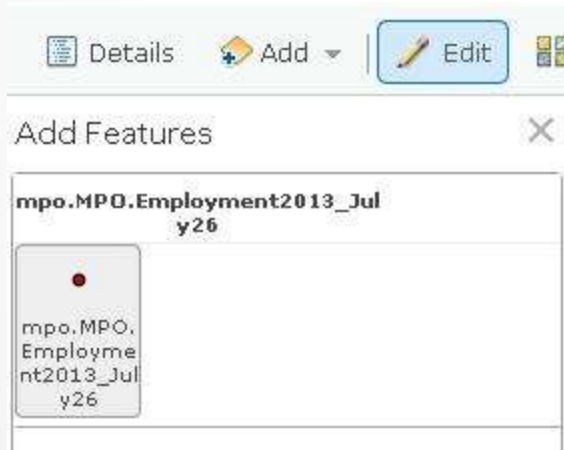 Details Add Edit
Add Features
mpo.MPO.Employment2013_Jul
y26
mpo.MPO.
Employme
nt2013_Jul
y26